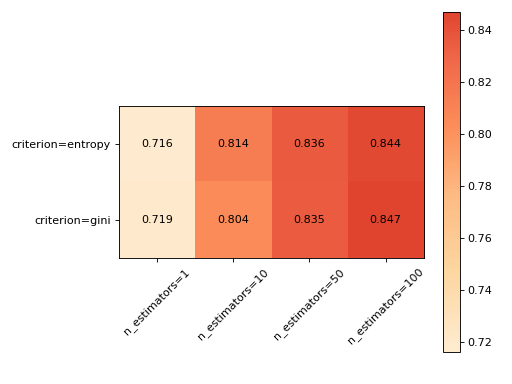 criterion=entropy 0.716 0.814 0.836 0.844
criterion=gini 0.719 0.804 0.835 0.847
n_estimators=1 n_estimators=10 n_estimators=50 n_estimators=100
0.84
0.82
0.80
0.78
0.76
0.74
0.72